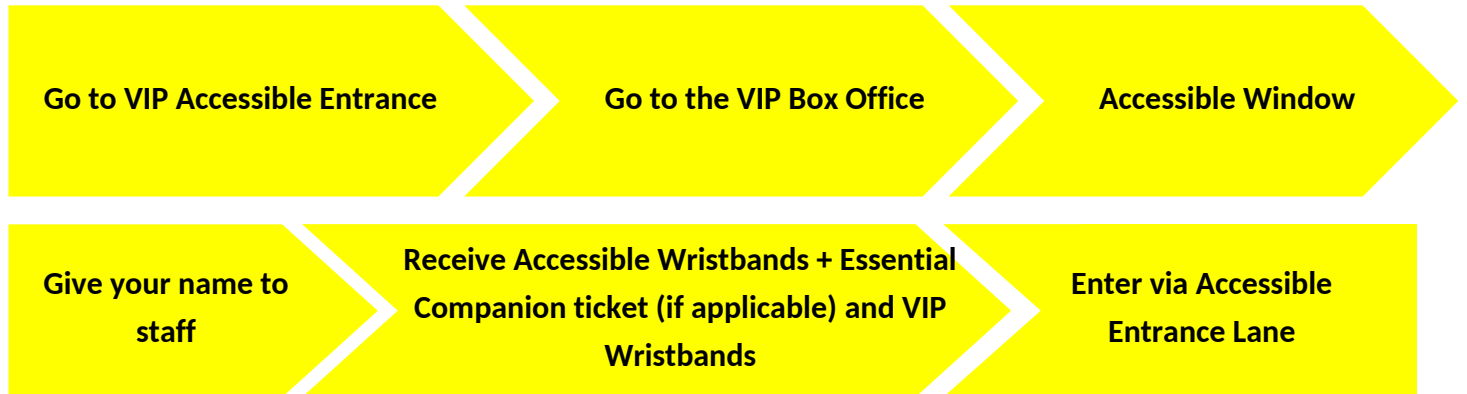 Go to VIP Accessible Entrance
Go to the VIP Box Office
Accessible Window
Give your name to
staff
Receive Accessible Wristbands + Essential
Companion ticket (if applicable) and VIP
Wristbands
Enter via Accessible
Entrance Lane